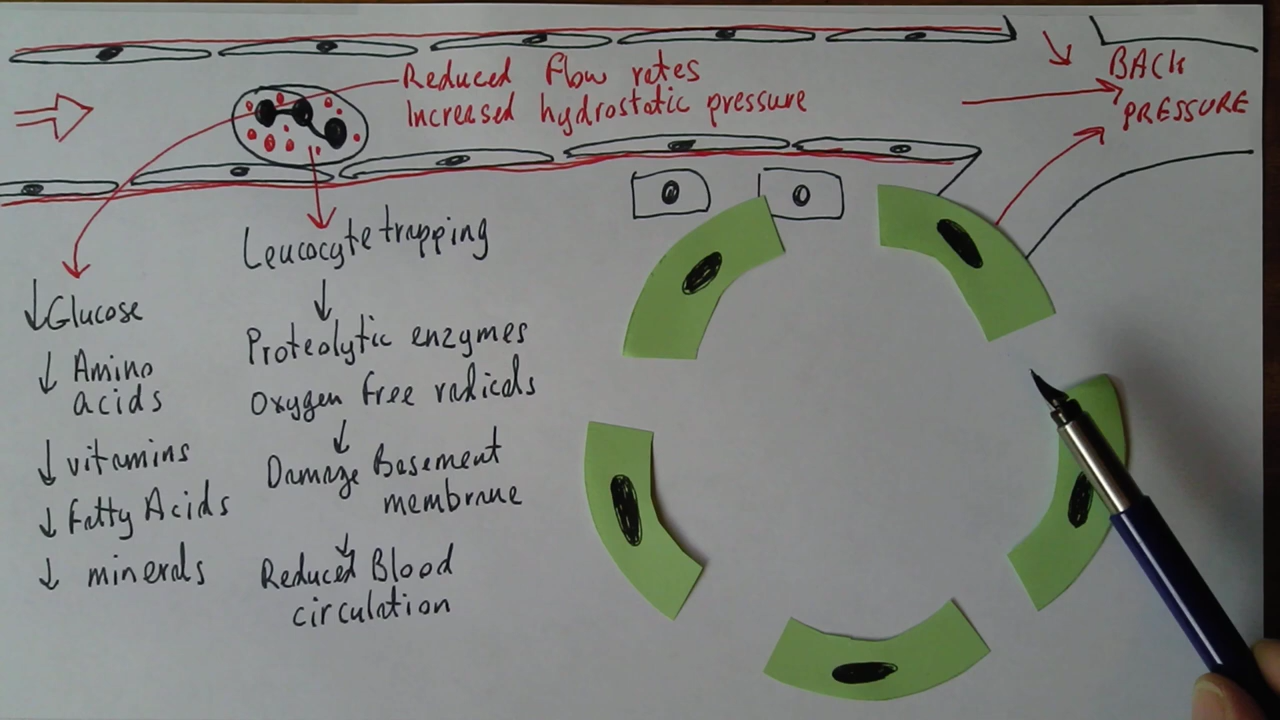 Reduced Flow rates
Increased hydrostatic pressure
BACK
PRESSURE
↓ Glucose
↓ Amino
acids
↓ vitamins
↓ Fatty Acids
↓ minerals
Leucocyte trapping
↓
Proteolytic enzymes
Oxygen free radicals
↓
Damage Basement
membrane
↓
Reduced Blood
circulation